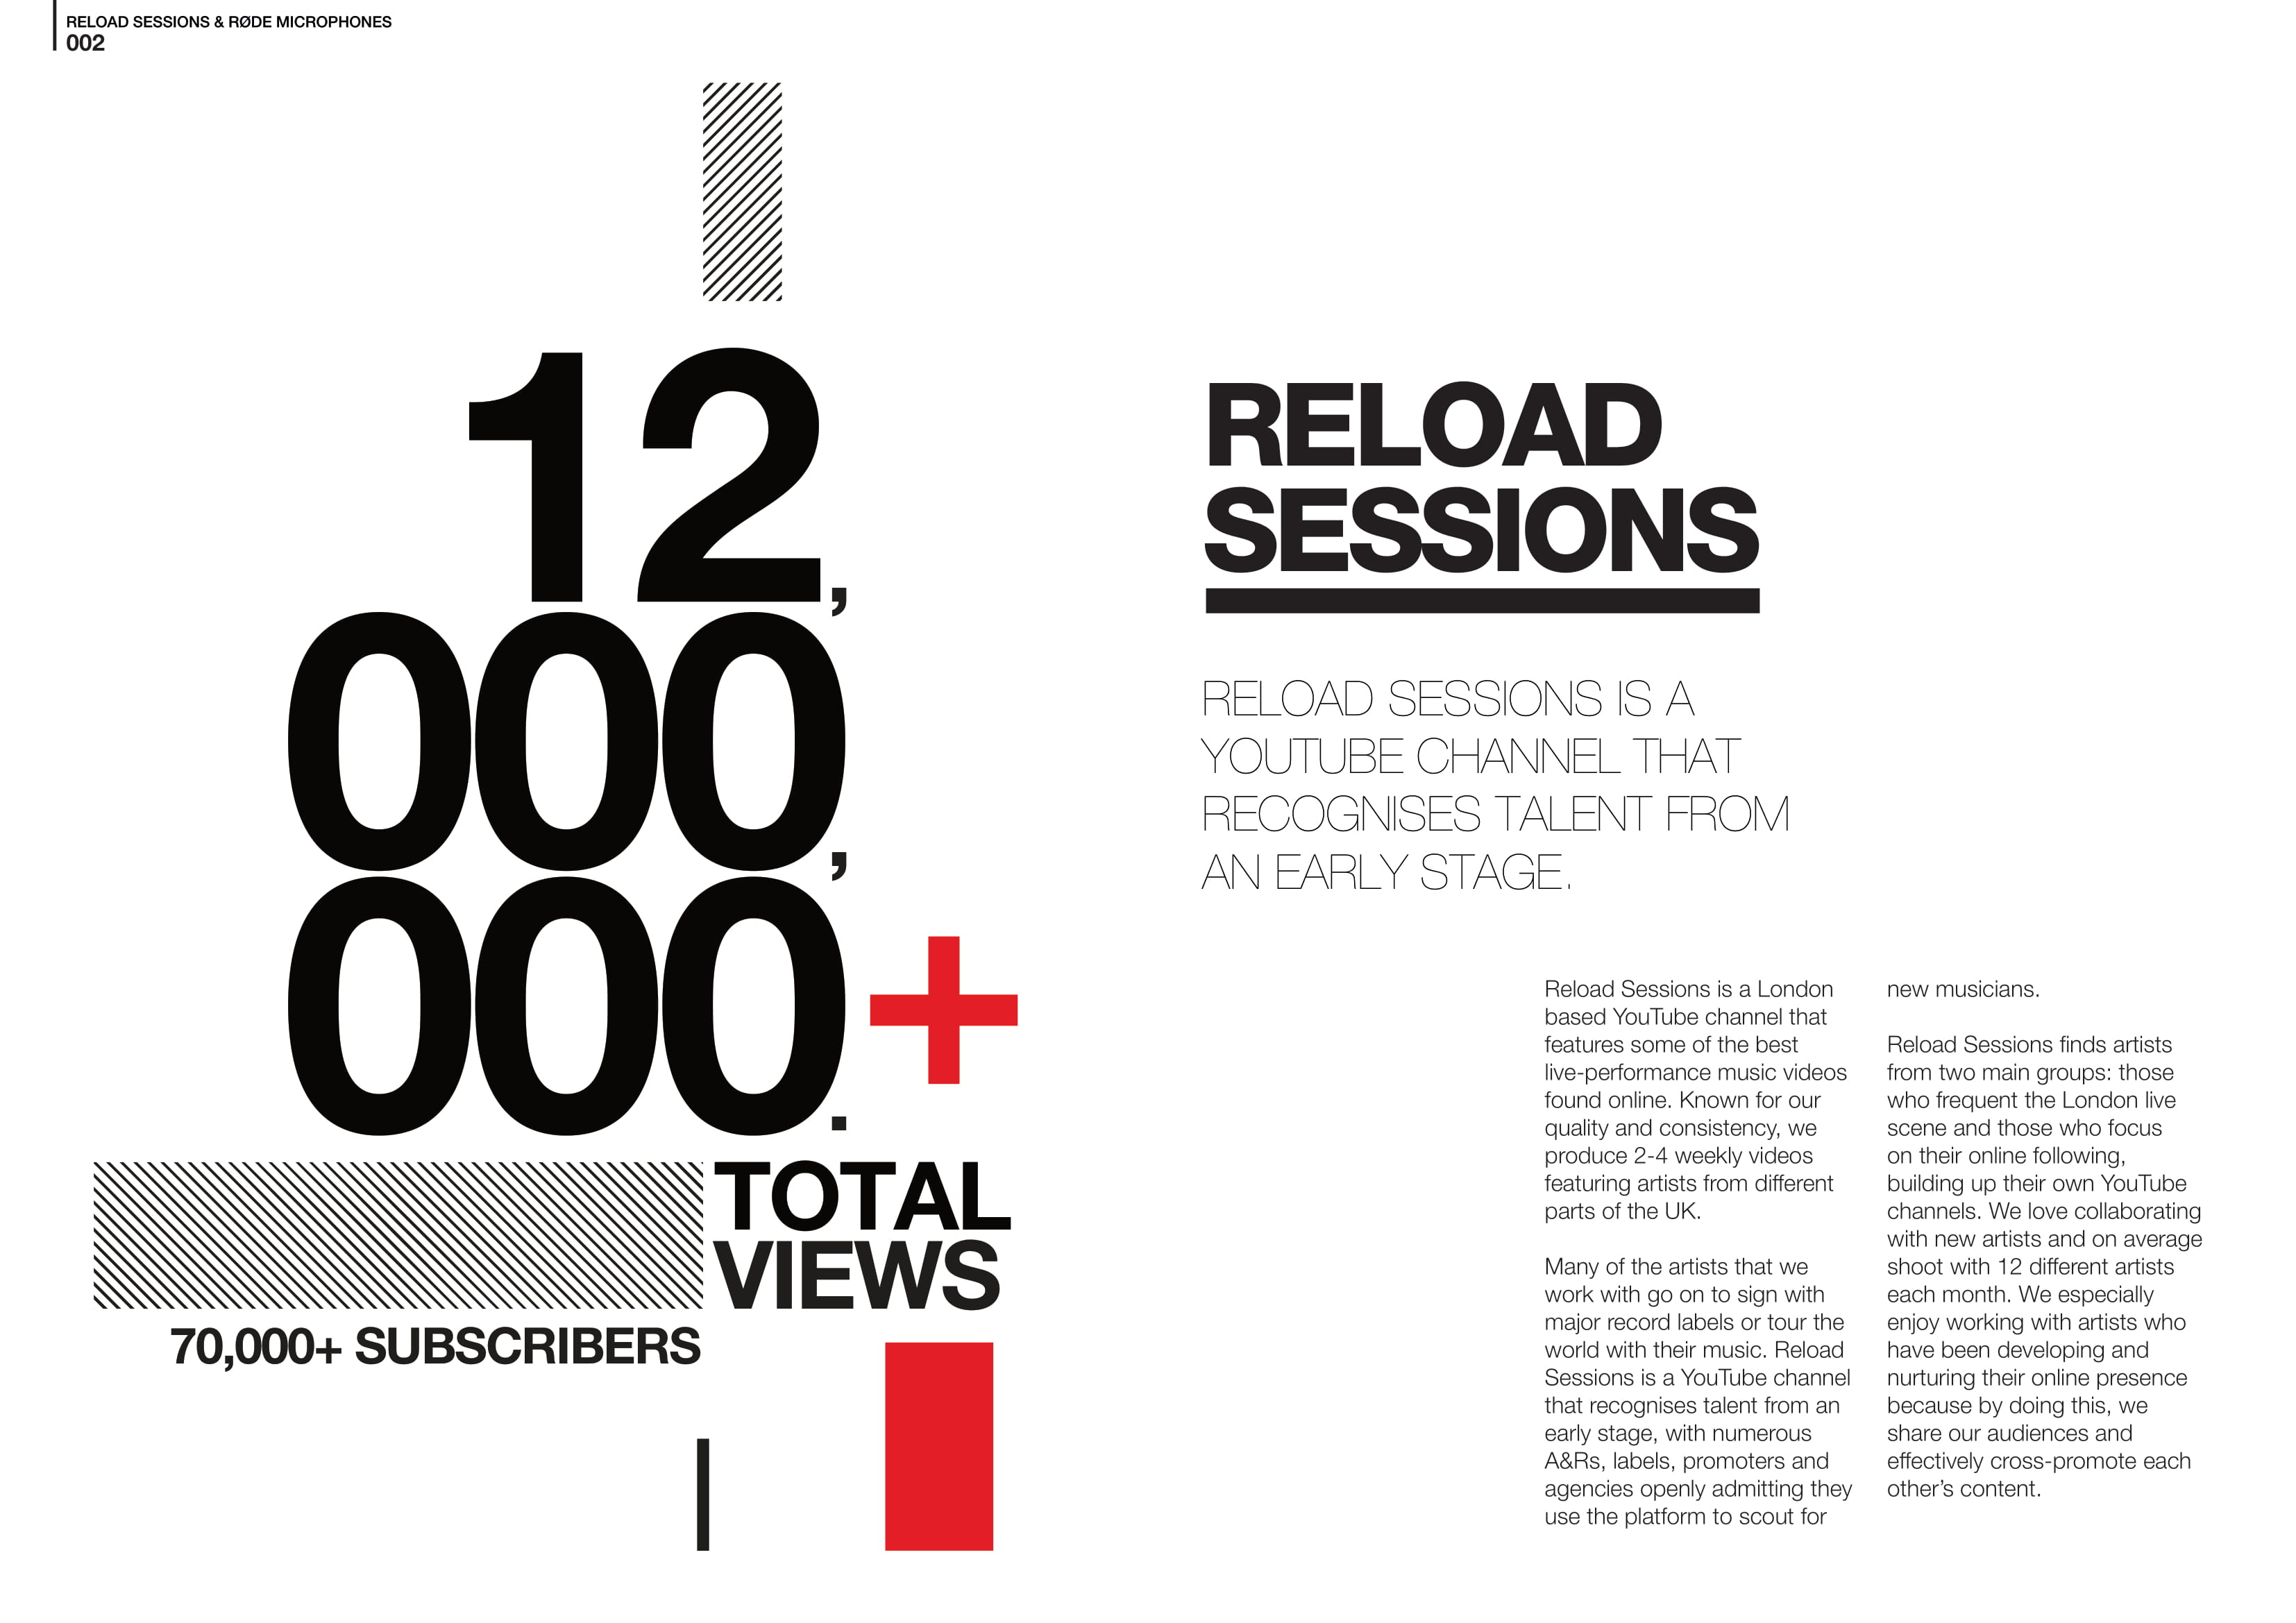 RELOAD SESSIONS & RØDE MICROPHONES
002
12,
000,
000.+
TOTAL
VIEWS
70,000+ SUBSCRIBERS
RELOAD
SESSIONS
RELOAD SESSIONS IS A
YOUTUBE CHANNEL THAT
RECOGNISES TALENT FROM
AN EARLY STAGE.
Reload Sessions is a London
based YouTube channel that
features some of the best
live-performance music videos
found online. Known for our
quality and consistency, we
produce 2-4 weekly videos
featuring artists from different
parts of the UK.
Many of the artists that we
work with go on to sign with
major record labels or tour the
world with their music. Reload
Sessions is a YouTube channel
that recognises talent from an
early stage, with numerous
A&Rs, labels, promoters and
agencies openly admitting they
use the platform to scout for
new musicians.
Reload Sessions finds artists
from two main groups: those
who frequent the London live
scene and those who focus
on their online following,
building up their own YouTube
channels. We love collaborating
with new artists and on average
shoot with 12 different artists
each month. We especially
enjoy working with artists who
have been developing and
nurturing their online presence
because by doing this, we
share our audiences and
effectively cross-promote each
other’s content.